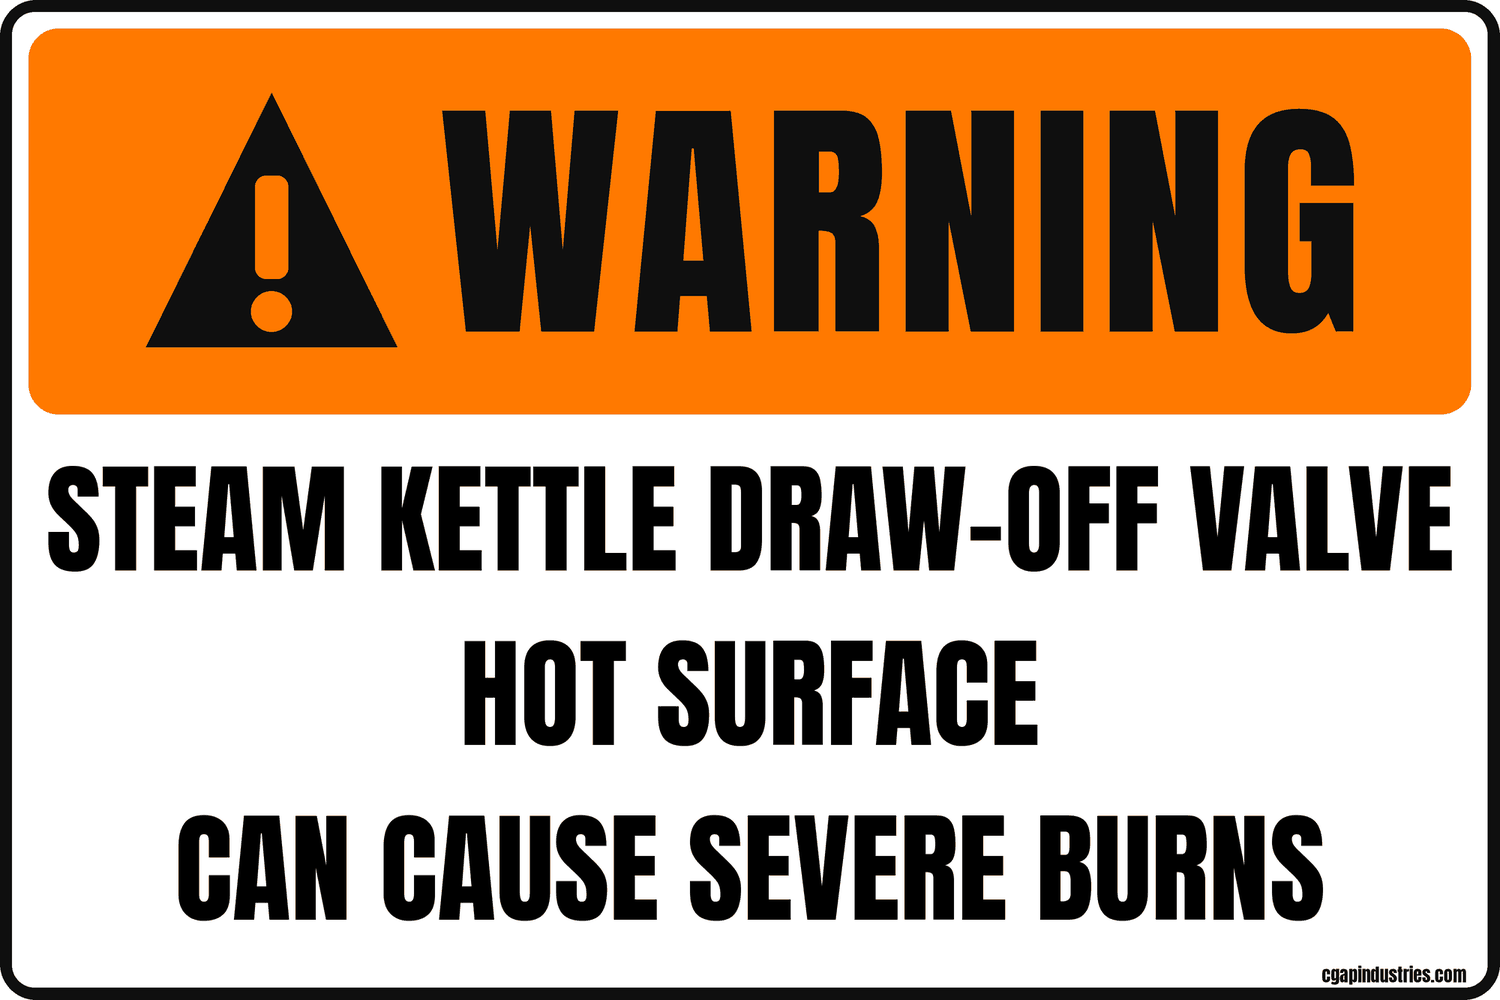 WARNING
STEAM KETTLE DRAW-OFF VALVE
HOT SURFACE
CAN CAUSE SEVERE BURNS
cgapindustries.com